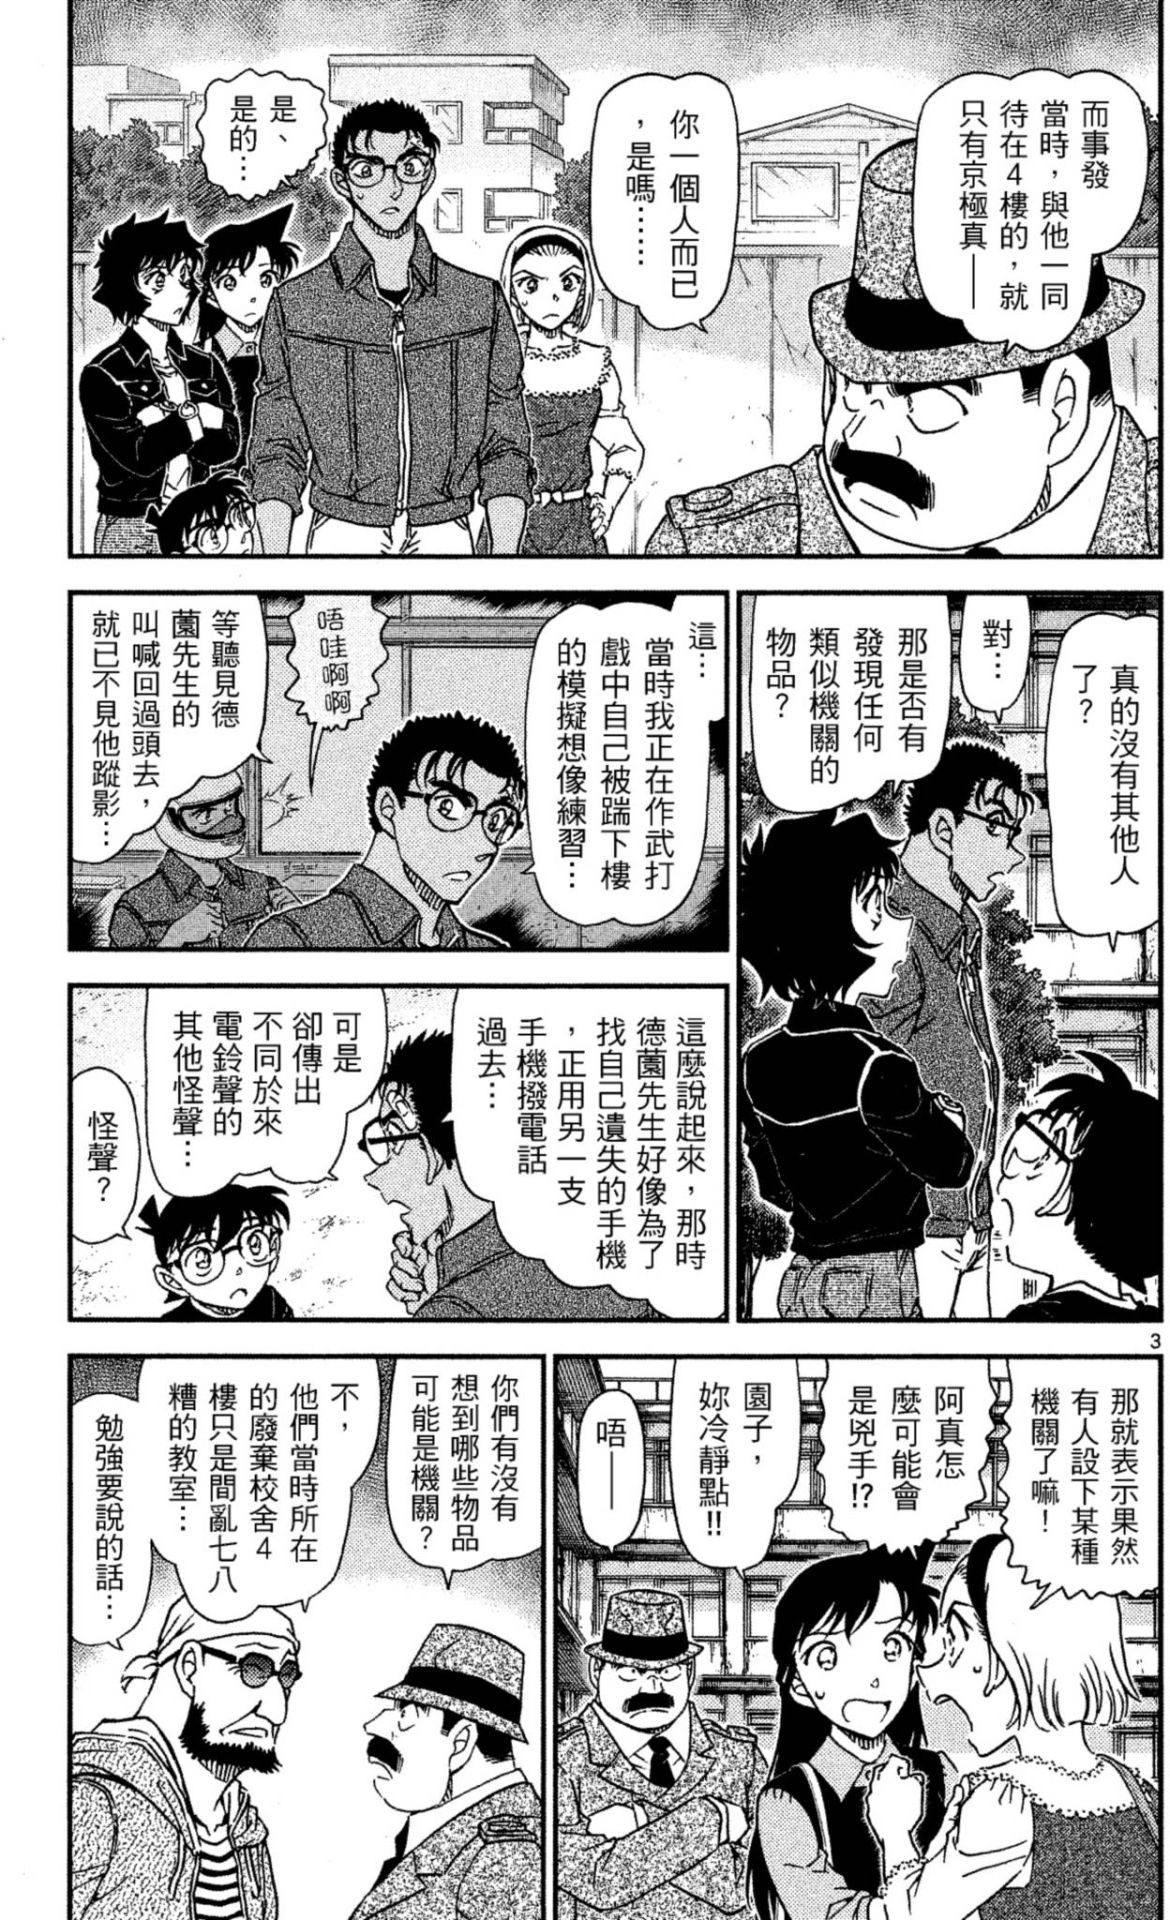 而事發
當時，與他一同
待在4樓的，就
只有京極真——
你一個人而已
，是嗎……
是、
是的…
真的沒有其他人
了？
對…
那是否有
發現任何
類似機關的
物品？
這…
當時我正在作武打
戲中自己被踹下樓
的模擬想像練習…
唔哇啊啊
等聽見德
薗先生的
叫喊回過頭去，
就已不見他蹤影…
這麼說起來，那時
德薗先生好像為了
找自己遺失的手機
，正用另一支
手機撥電話
過去…
可是
卻傳出
不同於來
電鈴聲的
其他怪聲…
怪聲？
3
那就表示果然
有人設下某種
機關了嘛！
阿真怎
麼可能會
是兇手!?
園子，
妳冷靜點!!
唔——
你們有沒有
想到哪些物品
可能是機關？
不，
他們當時所在
的廢棄校舍4
樓只是間亂七八
糟的教室…
勉強要說的話…